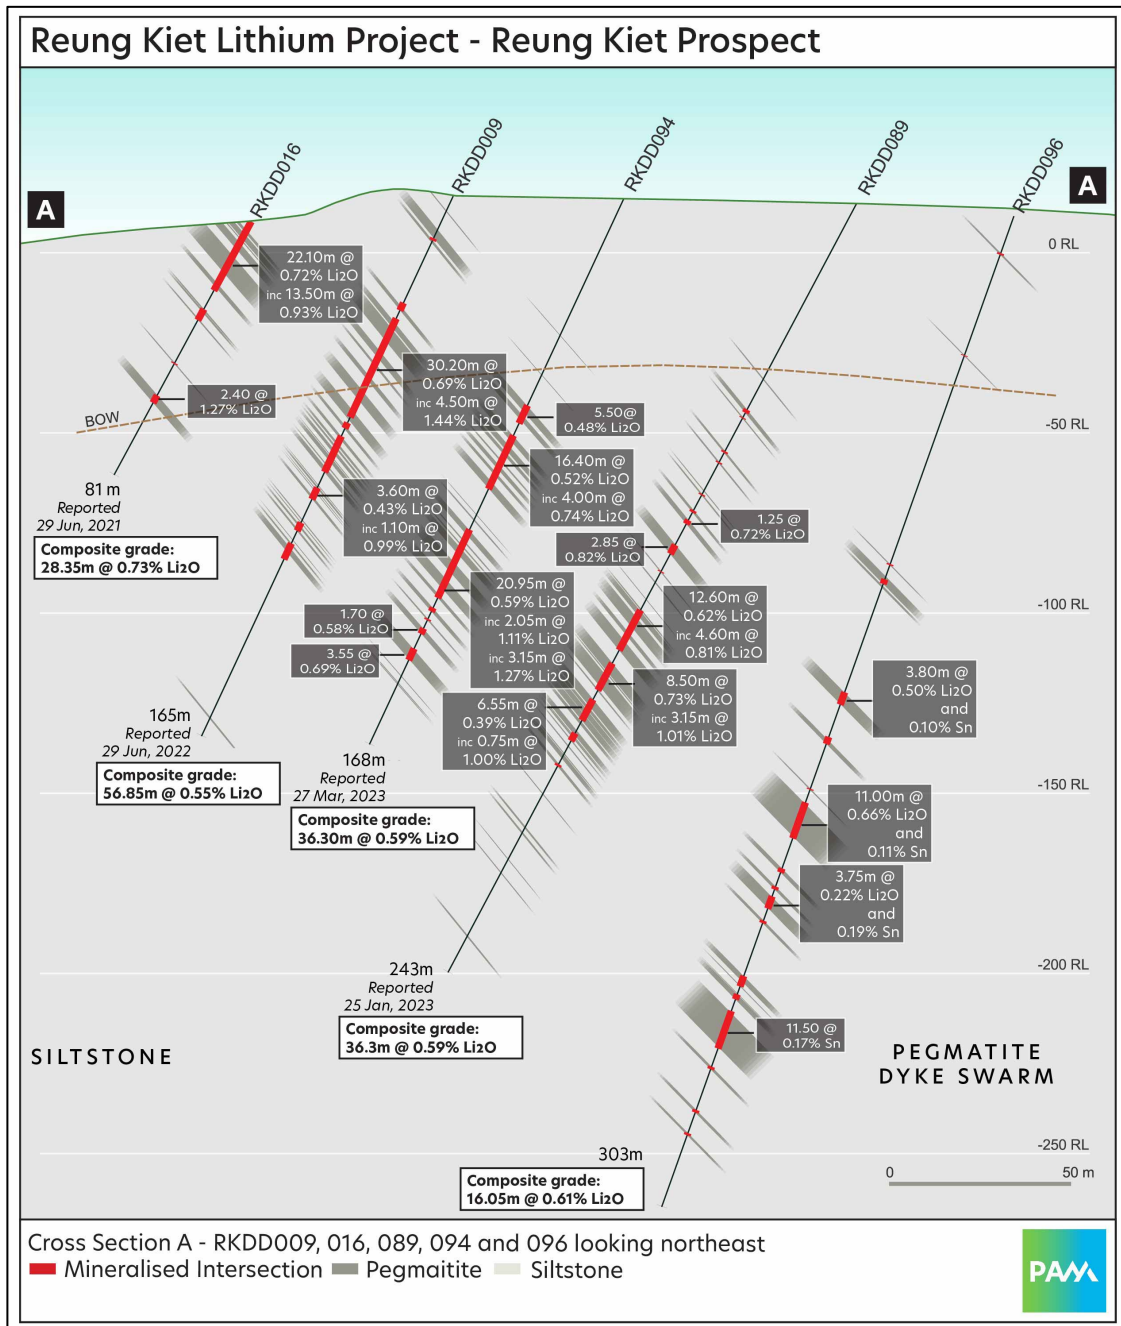 Reung Kiet Lithium Project - Reung Kiet Prospect
A
RKDD016
RKDD009
RKDD094
RKDD089
RKDD096
A
0 RL
22.10m @
0.72% Li2O
inc 13.50m @
0.93% Li2O
30.20m @
0.69% Li2O
inc 4.50m @
1.44% Li2O
2.40 @
1.27% Li2O
BOW
5.50@
0.48% Li2O
-50 RL
16.40m @
0.52% Li2O
inc 4.00m @
0.74% Li2O
81 m
Reported
29 Jun, 2021
Composite grade:
28.35m @ 0.73% Li2O
3.60m @
0.43% Li2O
inc 1.10m @
0.99% Li2O
1.25 @
0.72% Li2O
2.85 @
0.82% Li2O
20.95m @
0.59% Li2O
inc 2.05m @
1.11% Li2O
inc 3.15m @
1.27% Li2O
12.60m @
0.62% Li2O
inc 4.60m @
0.81% Li2O
-100 RL
1.70 @
0.58% Li2O
3.55 @
0.69% Li2O
3.80m @
0.50% Li2O
and
0.10% Sn
8.50m @
0.73% Li2O
inc 3.15m @
1.01% Li2O
6.55m @
0.39% Li2O
inc 0.75m @
1.00% Li2O
165m
Reported
29 Jun, 2022
Composite grade:
56.85m @ 0.55% Li2O
168m
Reported
27 Mar, 2023
Composite grade:
36.30m @ 0.59% Li2O
-150 RL
11.00m @
0.66% Li2O
and
0.11% Sn
3.75m @
0.22% Li2O
and
0.19% Sn
-200 RL
243m
Reported
25 Jan, 2023
Composite grade:
36.3m @ 0.59% Li2O
11.50 @
0.17% Sn
SILTSTONE
PEGMATITE
DYKE SWARM
-250 RL
303m
Composite grade:
16.05m @ 0.61% Li2O
0 50 m
Cross Section A - RKDD009, 016, 089, 094 and 096 looking northeast
Mineralised Intersection Pegmaitite Siltstone
PAM